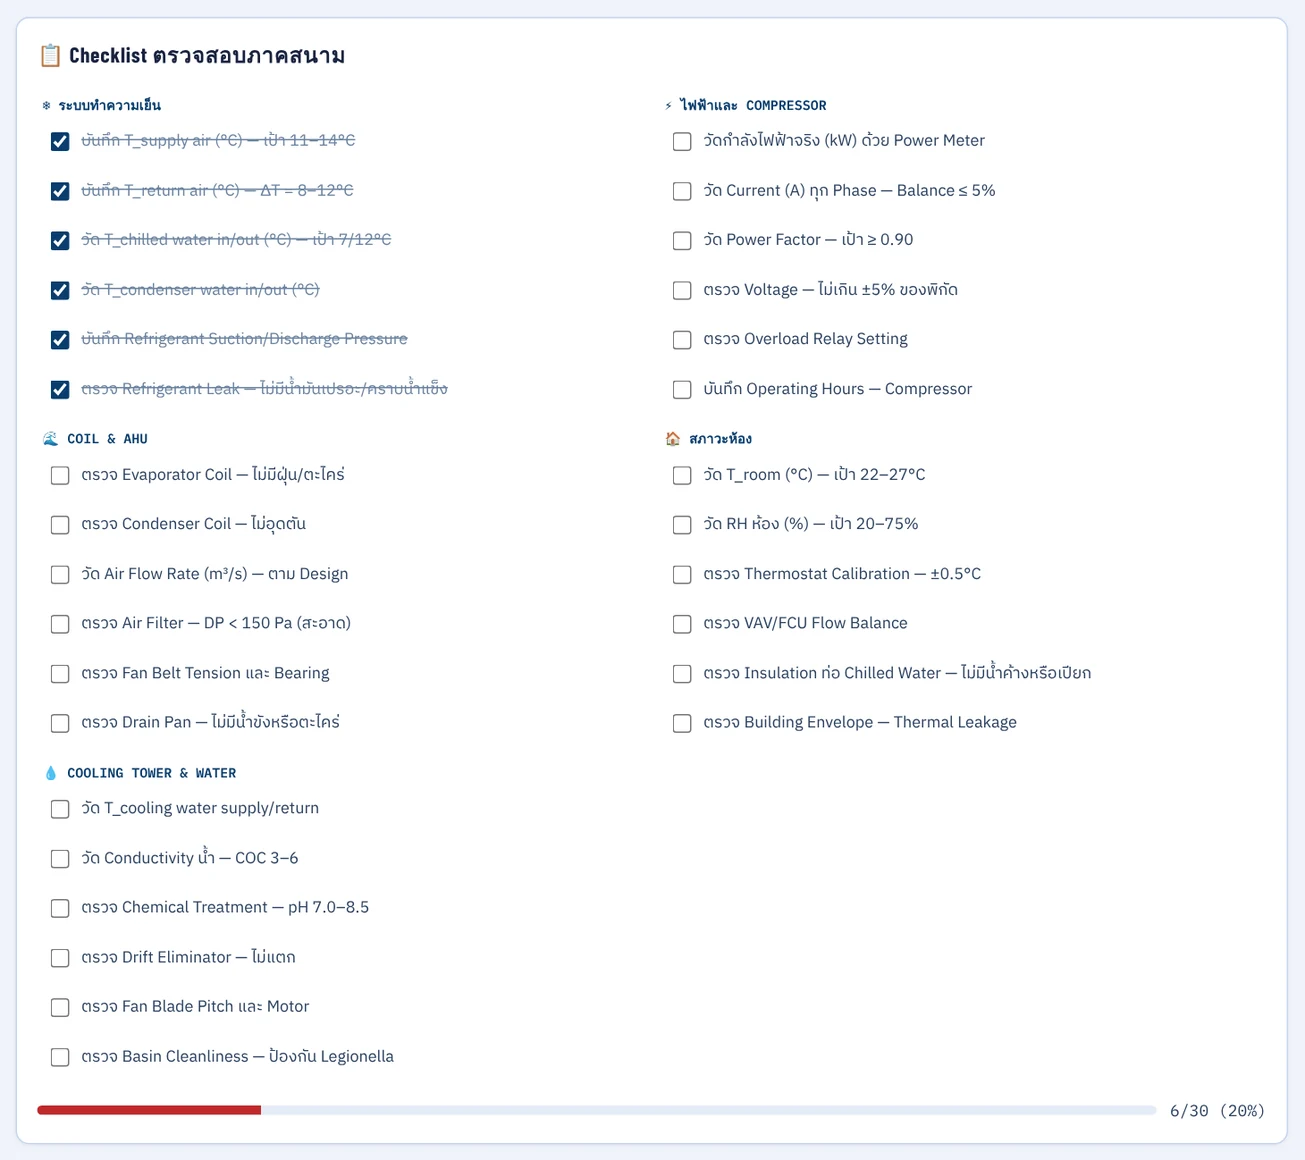 📋 Checklist ตรวจสอบภาคสนาม
❄ ระบบทำความเย็น
บันทึก T_supply air (°C) — เป้า 11–14°C
บันทึก T_return air (°C) — ΔT = 8–12°C
วัด T_chilled water in/out (°C) — เป้า 7/12°C
วัด T_condenser water in/out (°C)
บันทึก Refrigerant Suction/Discharge Pressure
ตรวจ Refrigerant Leak — ไม่มีน้ำมันเปรอะ/คราบน้ำแข็ง
⚡ ไฟฟ้าและ COMPRESSOR
วัดกำลังไฟฟ้าจริง (kW) ด้วย Power Meter
วัด Current (A) ทุก Phase — Balance ≤ 5%
วัด Power Factor — เป้า ≥ 0.90
ตรวจ Voltage — ไม่เกิน ±5% ของพิกัด
ตรวจ Overload Relay Setting
บันทึก Operating Hours — Compressor
🌊 COIL & AHU
ตรวจ Evaporator Coil — ไม่มีฝุ่น/ตะไคร่
ตรวจ Condenser Coil — ไม่อุดตัน
วัด Air Flow Rate (m³/s) — ตาม Design
ตรวจ Air Filter — DP < 150 Pa (สะอาด)
ตรวจ Fan Belt Tension และ Bearing
ตรวจ Drain Pan — ไม่มีน้ำขังหรือตะไคร่
🏠 สภาวะห้อง
วัด T_room (°C) — เป้า 22–27°C
วัด RH ห้อง (%) — เป้า 20–75%
ตรวจ Thermostat Calibration — ±0.5°C
ตรวจ VAV/FCU Flow Balance
ตรวจ Insulation ท่อ Chilled Water — ไม่มีน้ำค้างหรือเปียก
ตรวจ Building Envelope — Thermal Leakage
💧 COOLING TOWER & WATER
วัด T_cooling water supply/return
วัด Conductivity น้ำ — COC 3–6
ตรวจ Chemical Treatment — pH 7.0–8.5
ตรวจ Drift Eliminator — ไม่แตก
ตรวจ Fan Blade Pitch และ Motor
ตรวจ Basin Cleanliness — ป้องกัน Legionella
6/30 (20%)